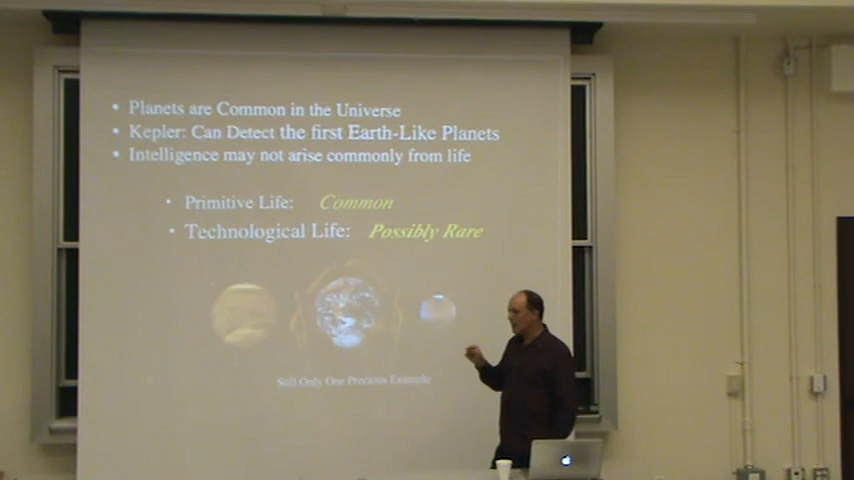 • Planets are Common in the Universe
• Kepler: Can Detect the first Earth-Like Planets
• Intelligence may not arise commonly from life
• Primitive Life: Common
• Technological Life: Possibly Rare
Still Only One Precious Example